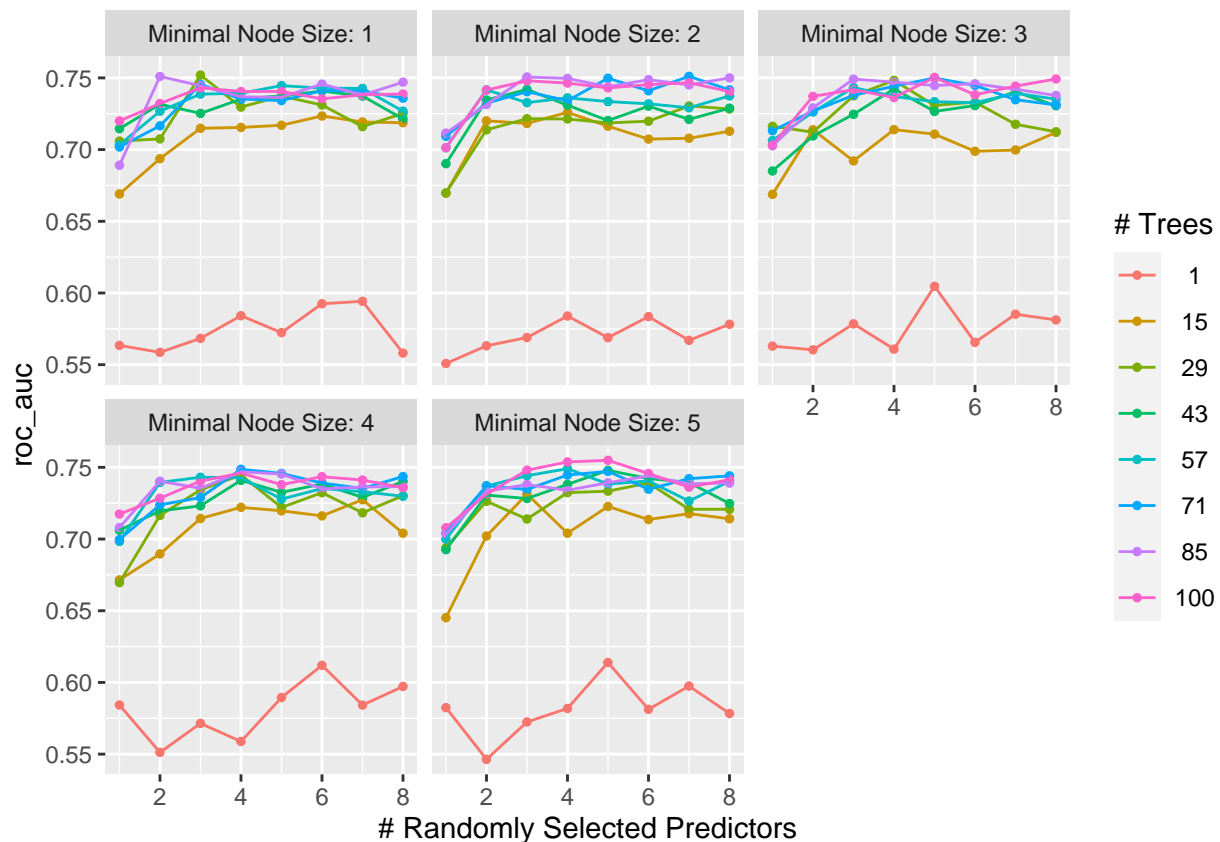 Minimal Node Size: 1
Minimal Node Size: 2
Minimal Node Size: 3
0.75
0.70
0.65
0.60
0.55
2 4 6 8
Minimal Node Size: 4
Minimal Node Size: 5
0.75
0.70
0.65
0.60
0.55
2 4 6 8
2 4 6 8
roc_auc
# Randomly Selected Predictors
# Trees
1
15
29
43
57
71
85
100